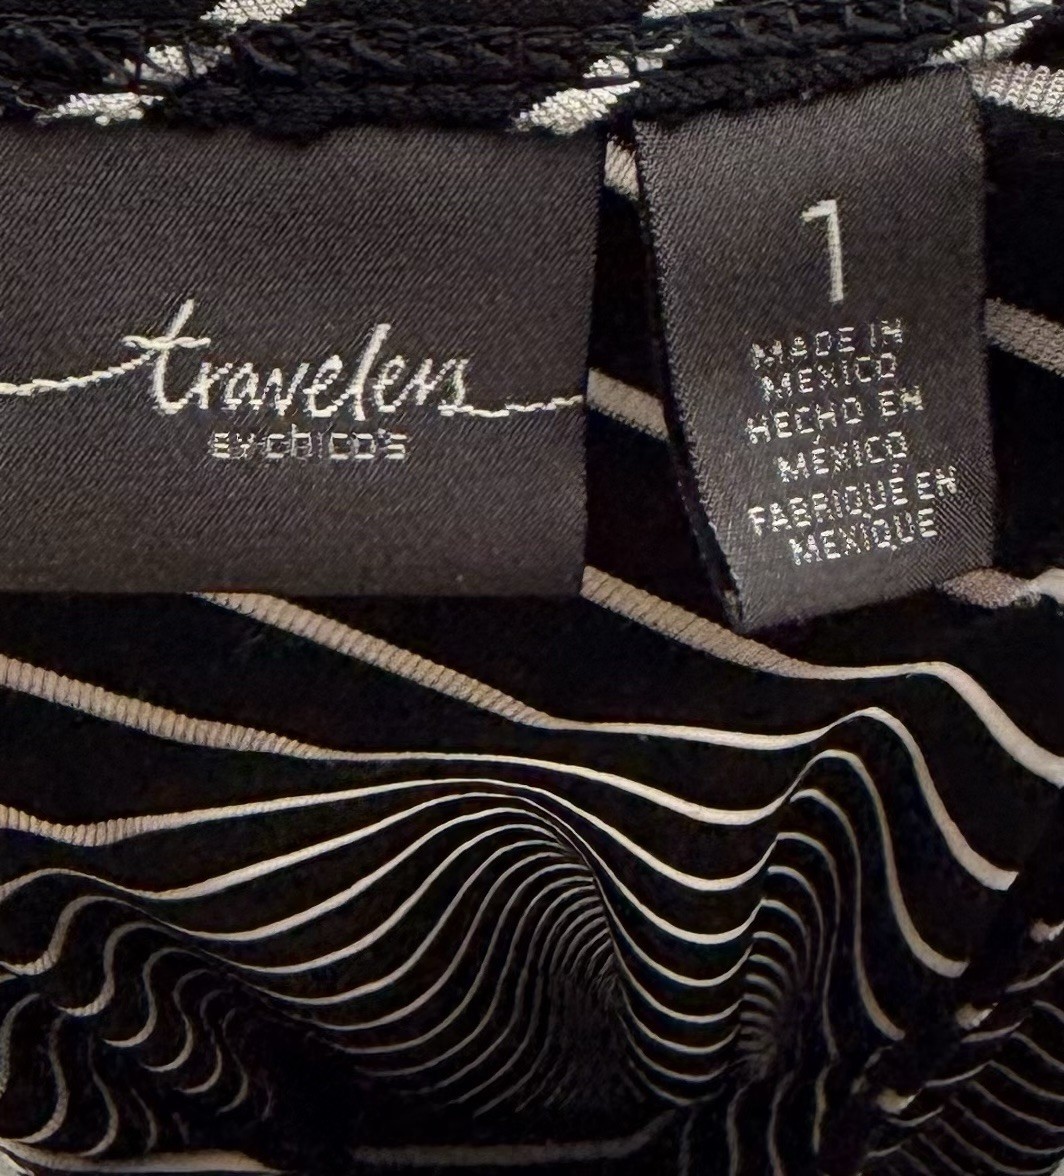 travelers
BY chico's
1
MADE IN
MEXICO
HECHO EN
MÉXICO
FABRIQUÉ EN
MEXIQUE